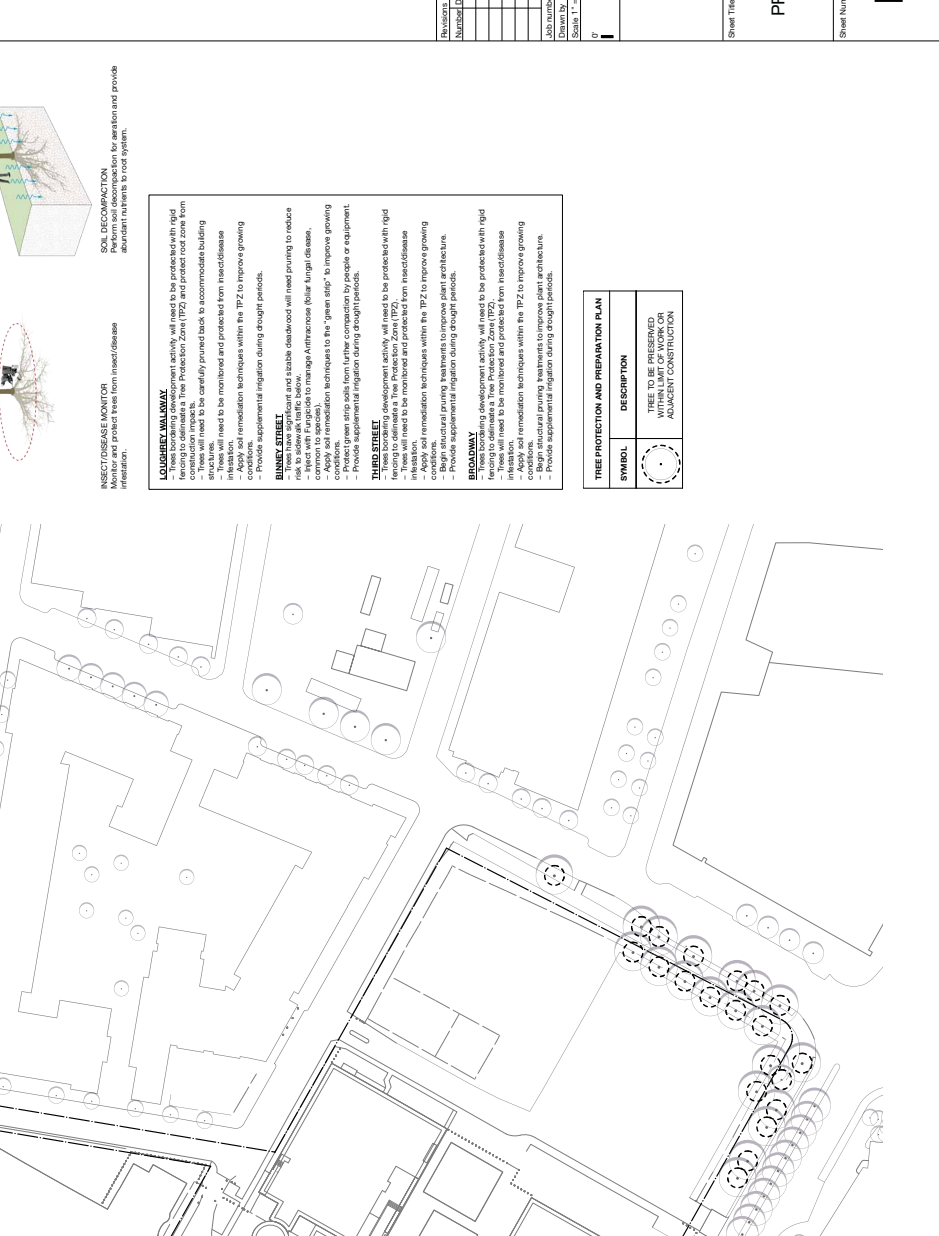 SOIL DECOMPACTION
Perform soil decompaction for aeration and provide
abundant nutrients to root system.
INSECT/DISEASE MONITOR
Monitor and protect trees from insect/disease
infestation.
LOUGHREY WALKWAY
– Trees bordering development activity will need to be protected with rigid
fencing to delineate a Tree Protection Zone (TPZ) and protect root zone from
construction impacts.
– Trees will need to be carefully pruned back to accommodate building
structures.
– Trees will need to be monitored and protected from insect/disease
infestation.
– Apply soil remediation techniques within the TPZ to improve growing
conditions.
– Provide supplemental irrigation during drought periods.
BINNEY STREET
– Trees have significant and sizable deadwood will need pruning to reduce
risk to sidewalk traffic below.
– Inject with Fungicide to manage Anthracnose (foliar fungal disease,
common to species).
– Apply soil remediation techniques to the "green strip" to improve growing
conditions.
– Protect green strip soils from further compaction by people or equipment.
– Provide supplemental irrigation during drought periods.
THIRD STREET
– Trees bordering development activity will need to be protected with rigid
fencing to delineate a Tree Protection Zone (TPZ).
– Trees will need to be monitored and protected from insect/disease
infestation.
– Apply soil remediation techniques within the TPZ to improve growing
conditions.
– Begin structural pruning treatments to improve plant architecture.
– Provide supplemental irrigation during drought periods.
BROADWAY
– Trees bordering development activity will need to be protected with rigid
fencing to delineate a Tree Protection Zone (TPZ).
– Trees will need to be monitored and protected from insect/disease
infestation.
– Apply soil remediation techniques within the TPZ to improve growing
conditions.
– Begin structural pruning treatments to improve plant architecture.
– Provide supplemental irrigation during drought periods.
TREE PROTECTION AND PREPARATION PLAN
SYMBOL DESCRIPTION
TREE TO BE PRESERVED
WITHIN LIMIT OF WORK OR
ADJACENT CONSTRUCTION
Revisions
Number D
Job numbe
Drawn by
Scale 1" =
0'
Sheet Title
PR
Sheet Num